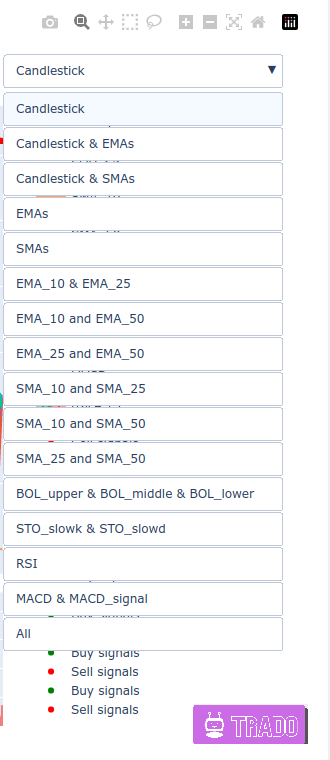 Candlestick
Candlestick
Candlestick & EMAs
Candlestick & SMAs
EMAs
SMAs
EMA_10 & EMA_25
EMA_10 and EMA_50
EMA_25 and EMA_50
SMA_10 and SMA_25
SMA_10 and SMA_50
SMA_25 and SMA_50
BOL_upper & BOL_middle & BOL_lower
STO_slowk & STO_slowd
RSI
MACD & MACD_signal
All
Buy signals
Sell signals
Buy signals
Sell signals
TRADO